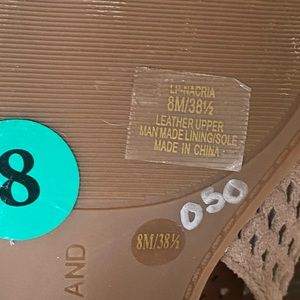 LP-NACRIA
8M/38½
LEATHER UPPER
MAN MADE LINING/SOLE
MADE IN CHINA
8
050
8M/38½
AND